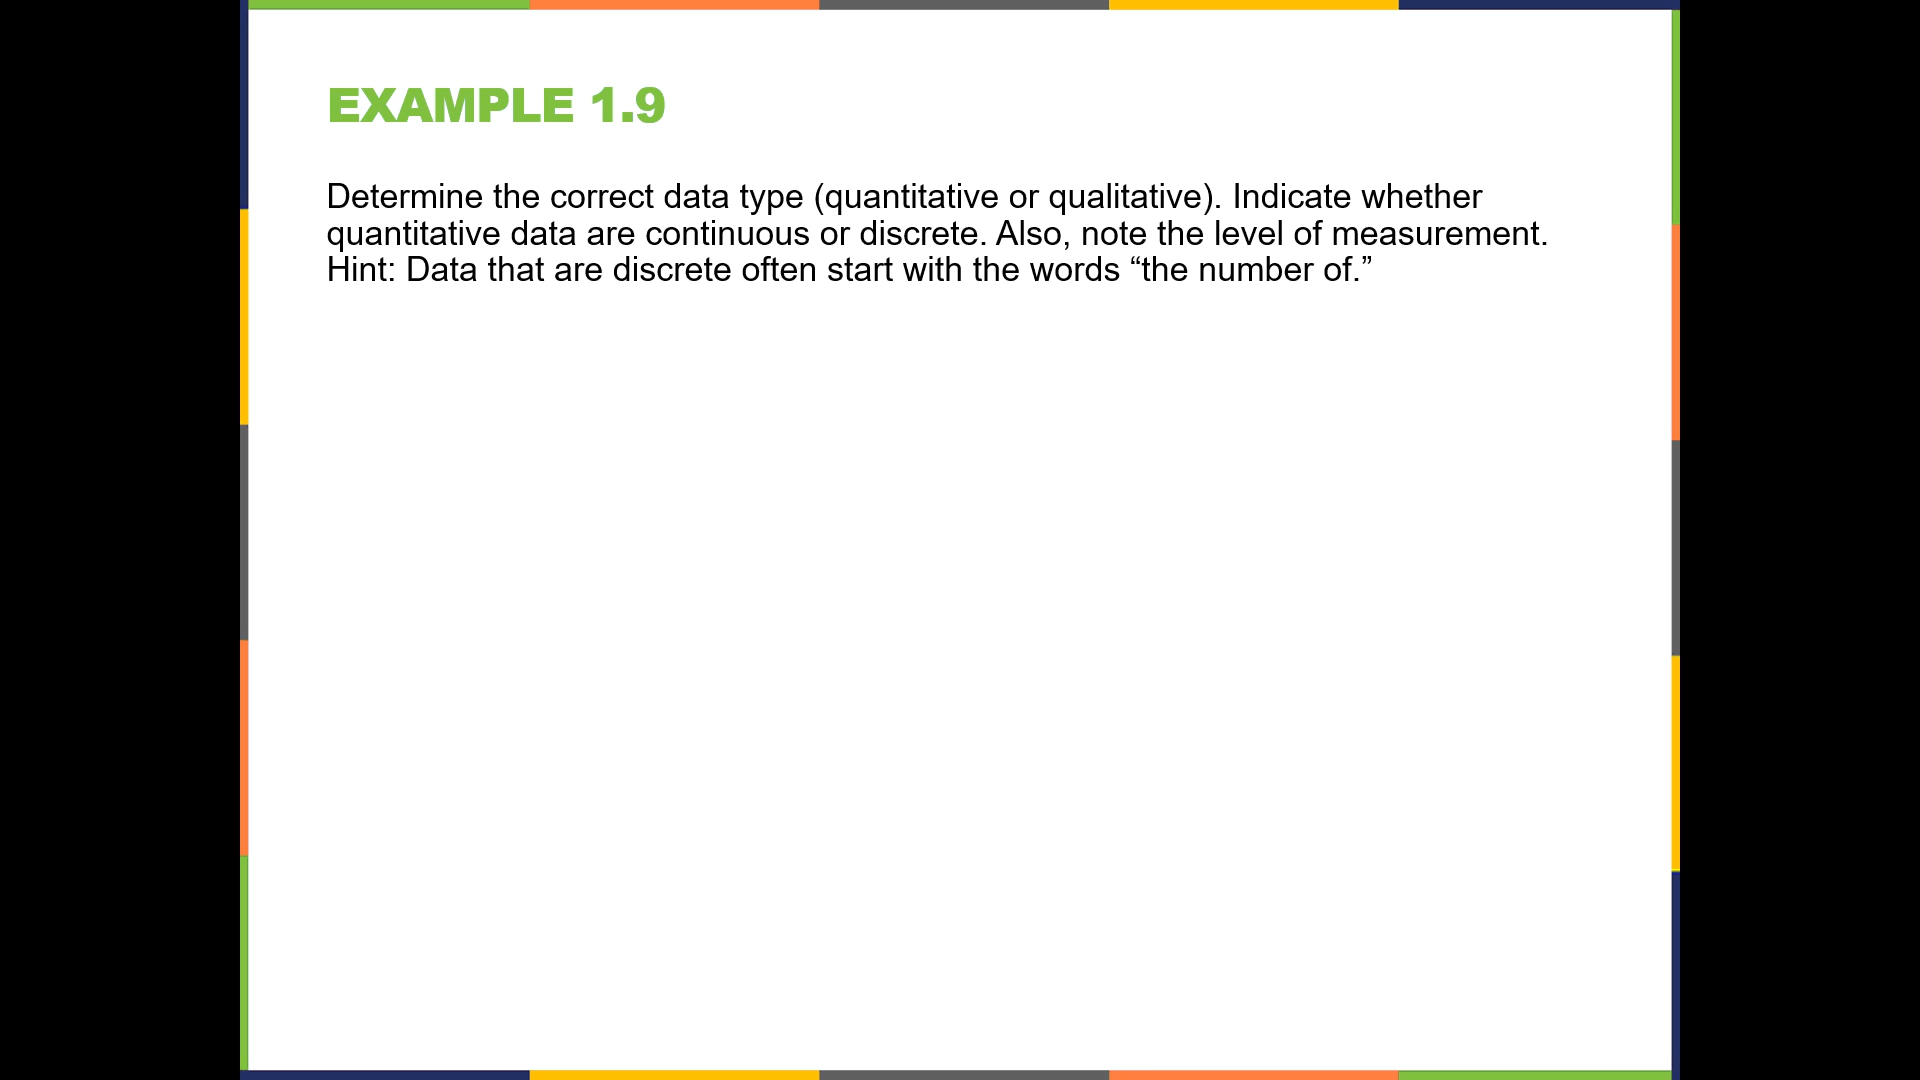 EXAMPLE 1.9
Determine the correct data type (quantitative or qualitative). Indicate whether
quantitative data are continuous or discrete. Also, note the level of measurement.
Hint: Data that are discrete often start with the words “the number of.”